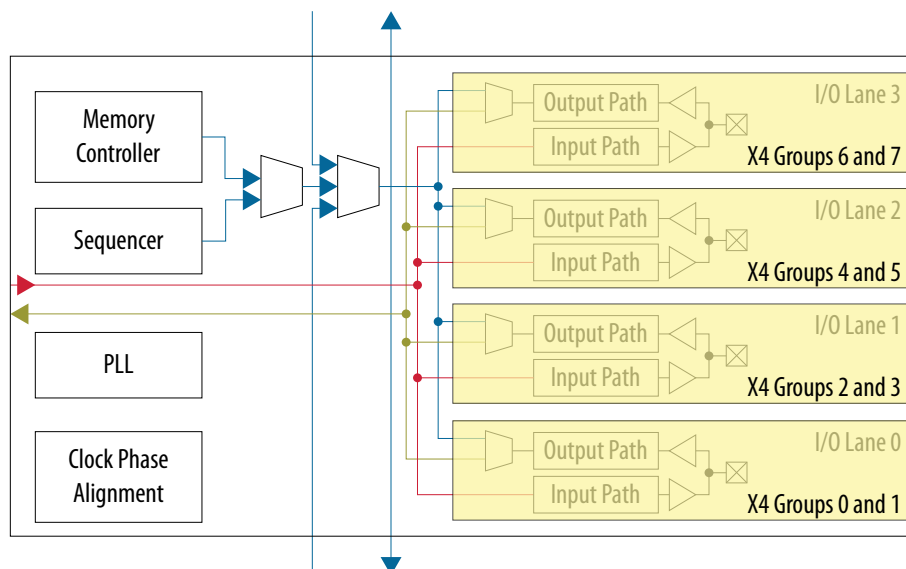 Memory
Controller
Sequencer
PLL
Clock Phase
Alignment
I/O Lane 3
Output Path
Input Path
X4 Groups 6 and 7
I/O Lane 2
Output Path
Input Path
X4 Groups 4 and 5
I/O Lane 1
Output Path
Input Path
X4 Groups 2 and 3
I/O Lane 0
Output Path
Input Path
X4 Groups 0 and 1